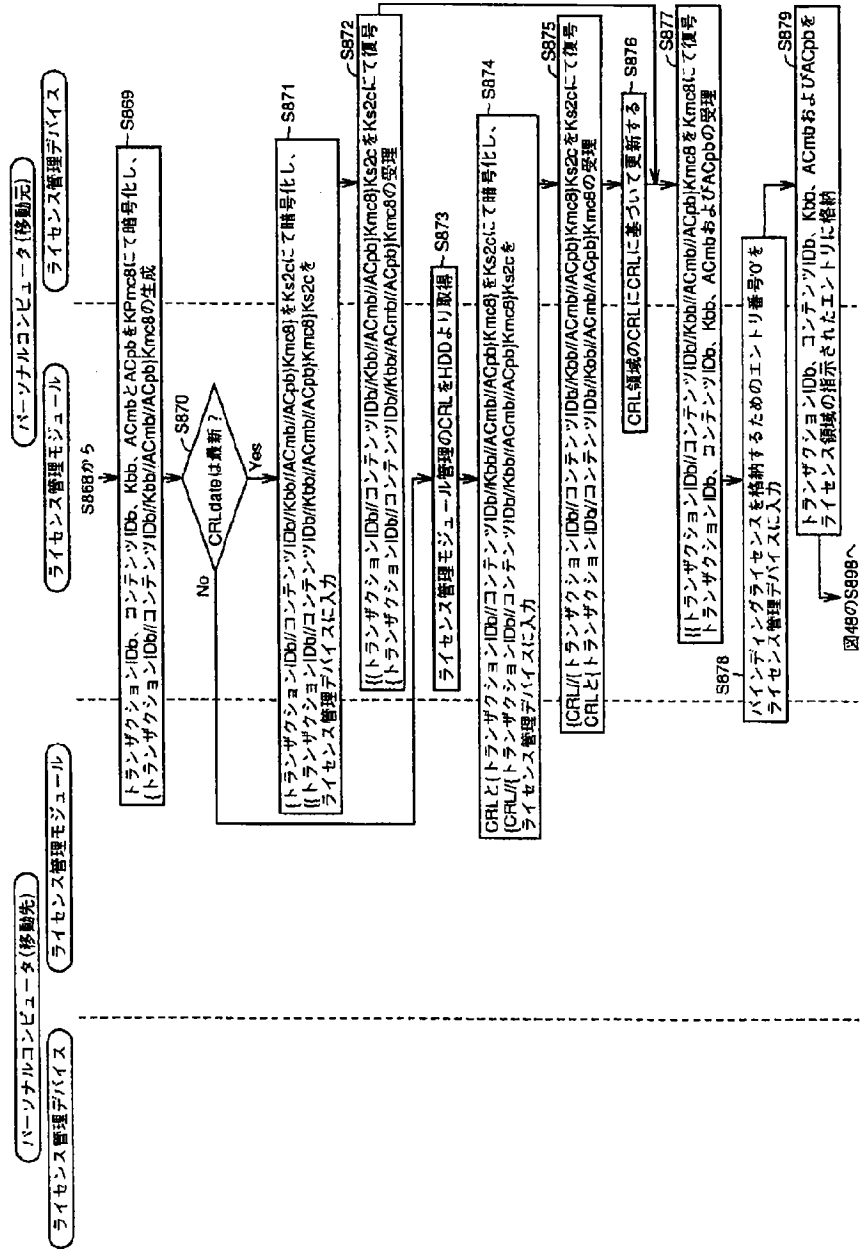 パーソナルコンピュータ(移動先)
パーソナルコンピュータ(移動元)
ライセンス管理デバイス
ライセンス管理モジュール
ライセンス管理モジュール
ライセンス管理デバイス
S868から
S869
トランザクションIDb、コンテンツIDb、Kbb、ACmbとACpbをKPmc8にて暗号化し、
{トランザクションIDb//コンテンツIDb//Kbb//ACmb//ACpb}Kmc8の生成
S870
CRLdateは最新?
No
Yes
S871
{トランザクションIDb//コンテンツIDb//Kbb//ACmb//ACpb}Kmc8}をKs2cにて暗号化し、
{{トランザクションIDb//コンテンツIDb//Kbb//ACmb//ACpb}Kmc8}Ks2cを
ライセンス管理デバイスに入力
S872
{{トランザクションIDb//コンテンツIDb//Kbb//ACmb//ACpb}Kmc8}Ks2cをKs2cにて復号
{トランザクションIDb//コンテンツIDb//Kbb//ACmb//ACpb}Kmc8の受理
S873
ライセンス管理モジュール管理のCRLをHDDより取得
S874
CRLと{トランザクションIDb//コンテンツIDb//Kbb//ACmb//ACpb}Kmc8}をKs2cにて暗号化し、
{CRL//{トランザクションIDb//コンテンツIDb//Kbb//ACmb//ACpb}Kmc8}Ks2cを
ライセンス管理デバイスに入力
S875
{CRL//{トランザクションIDb//コンテンツIDb//Kbb//ACmb//ACpb}Kmc8}Ks2cをKs2cにて復号
CRLと{トランザクションIDb//コンテンツIDb//Kbb//ACmb//ACpb}Kmc8の受理
S876
CRL領域のCRLにCRLに基づいて更新する
S877
{{トランザクションIDb//コンテンツIDb//Kbb//ACmb//ACpb}Kmc8をKmc8にて復号
トランザクションIDb、コンテンツIDb、Kbb、ACmbおよびACpbの受理
S878
バインディングライセンスを格納するためのエントリ番号'0'を
ライセンス管理デバイスに入力
S879
トランザクションIDb、コンテンツIDb、Kbb、ACmbおよびACpbを
ライセンス領域の指示されたエントリに格納
図48のS898へ